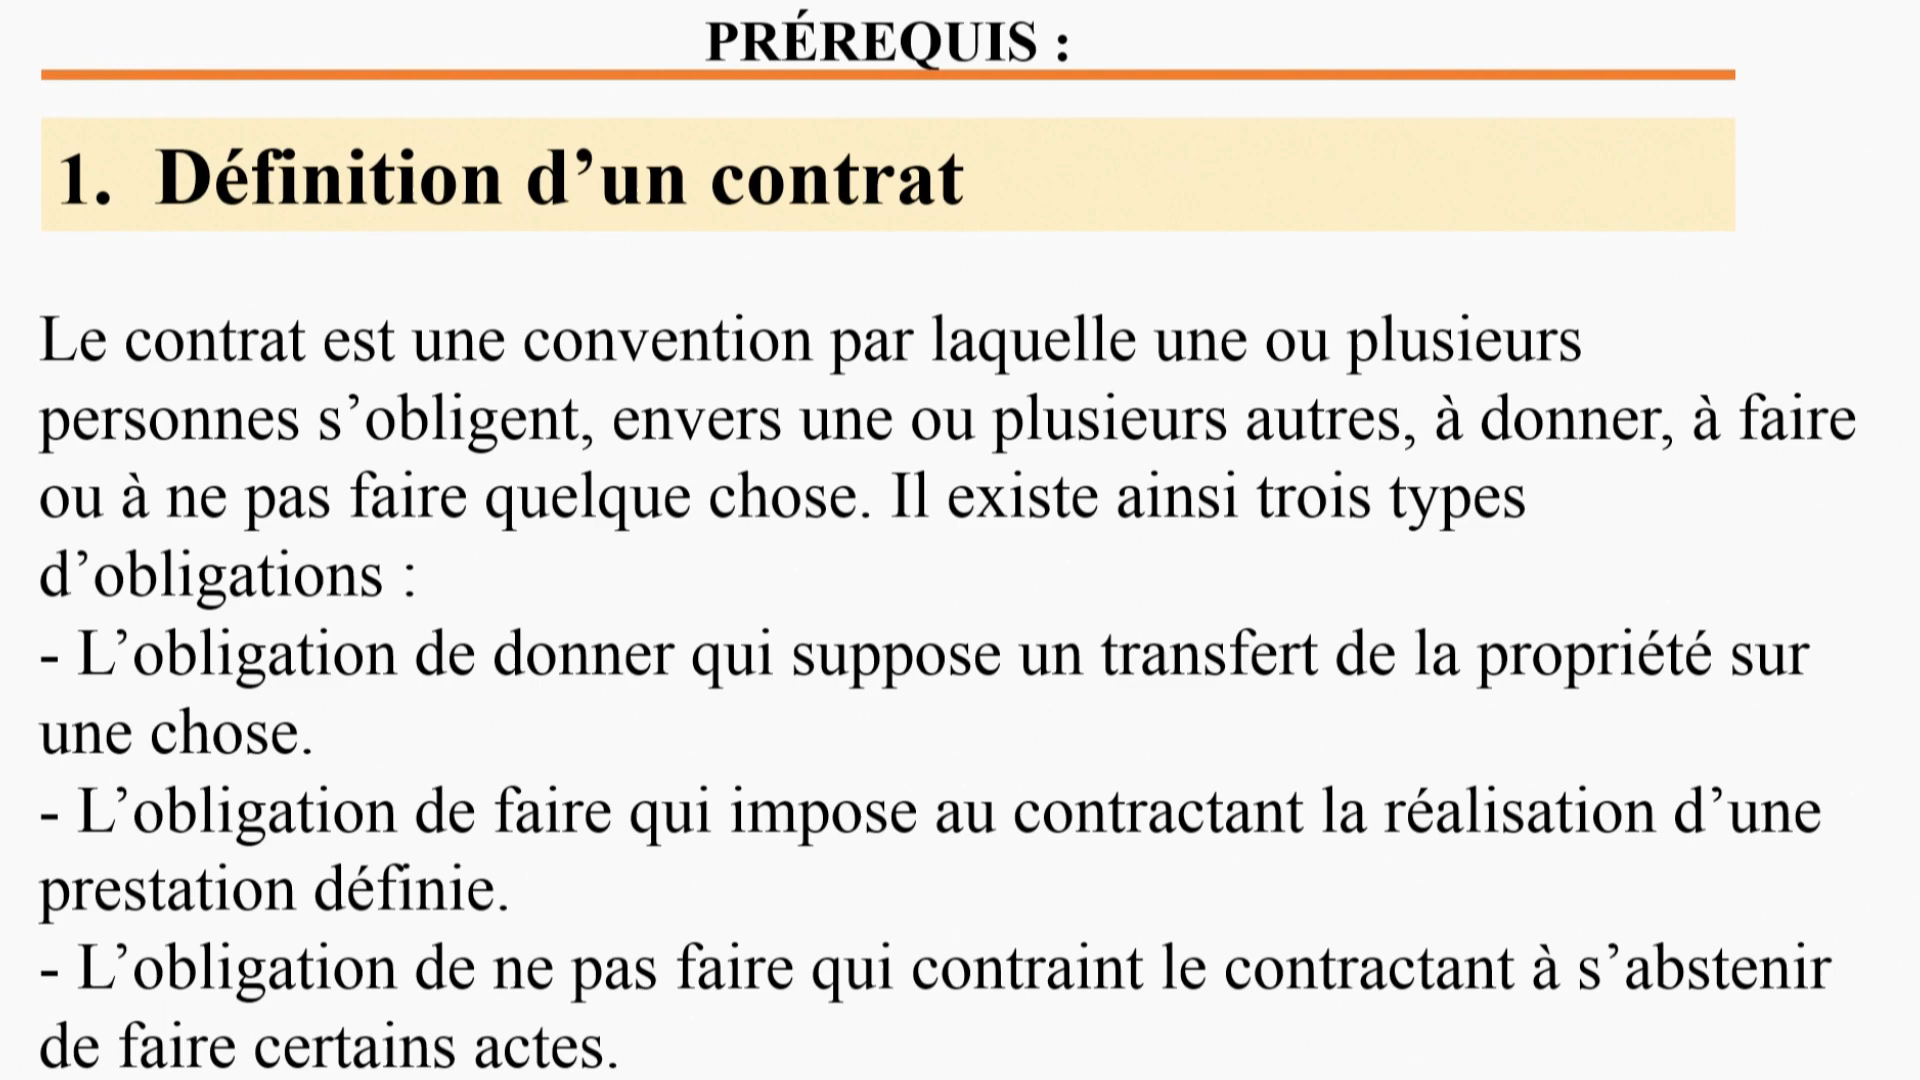 PRÉREQUIS :
1. Définition d’un contrat
Le contrat est une convention par laquelle une ou plusieurs
personnes s’obligent, envers une ou plusieurs autres, à donner, à faire
ou à ne pas faire quelque chose. Il existe ainsi trois types
d’obligations :
- L’obligation de donner qui suppose un transfert de la propriété sur
une chose.
- L’obligation de faire qui impose au contractant la réalisation d’une
prestation définie.
- L’obligation de ne pas faire qui contraint le contractant à s’abstenir
de faire certains actes.